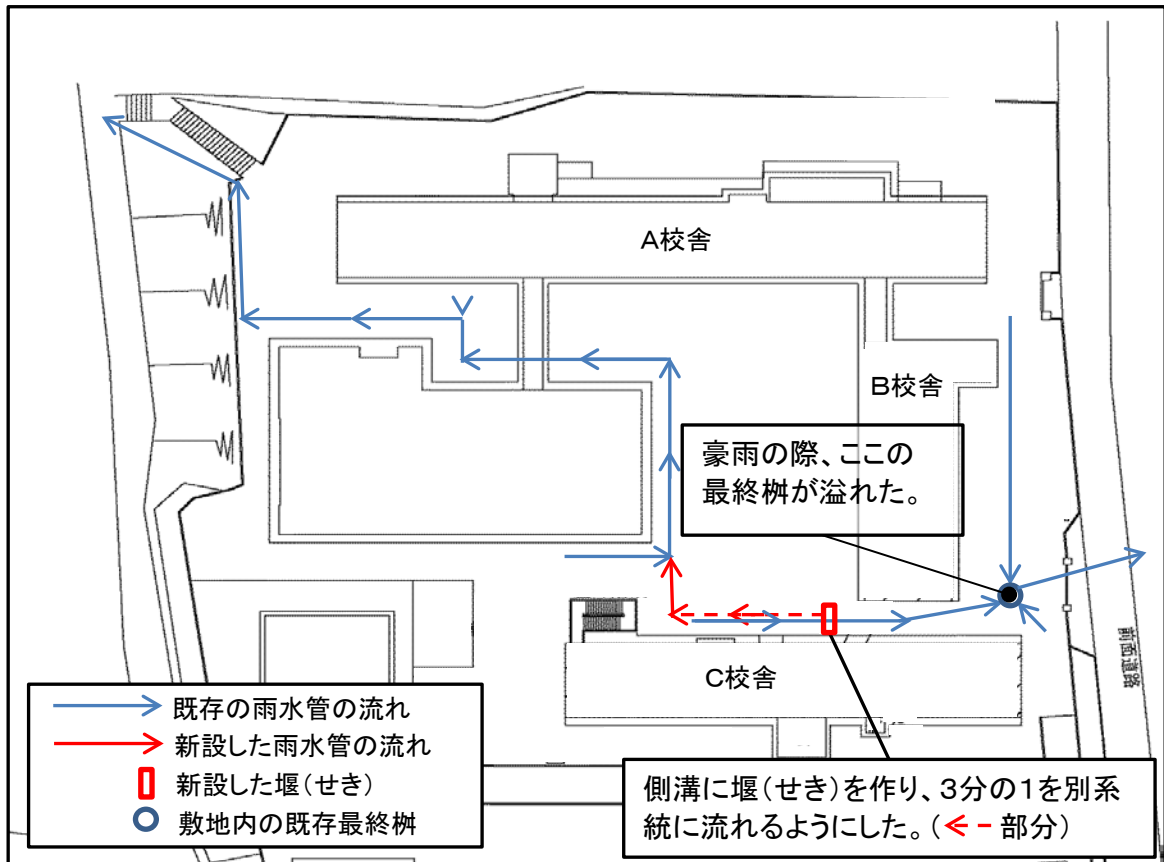 A校舎
B校舎
豪雨の際、ここの
最終桝が溢れた。
C校舎
前面道路
既存の雨水管の流れ
新設した雨水管の流れ
新設した堰(せき)
敷地内の既存最終桝
側溝に堰(せき)を作り、3分の1を別系
統に流れるようにした。(部分)